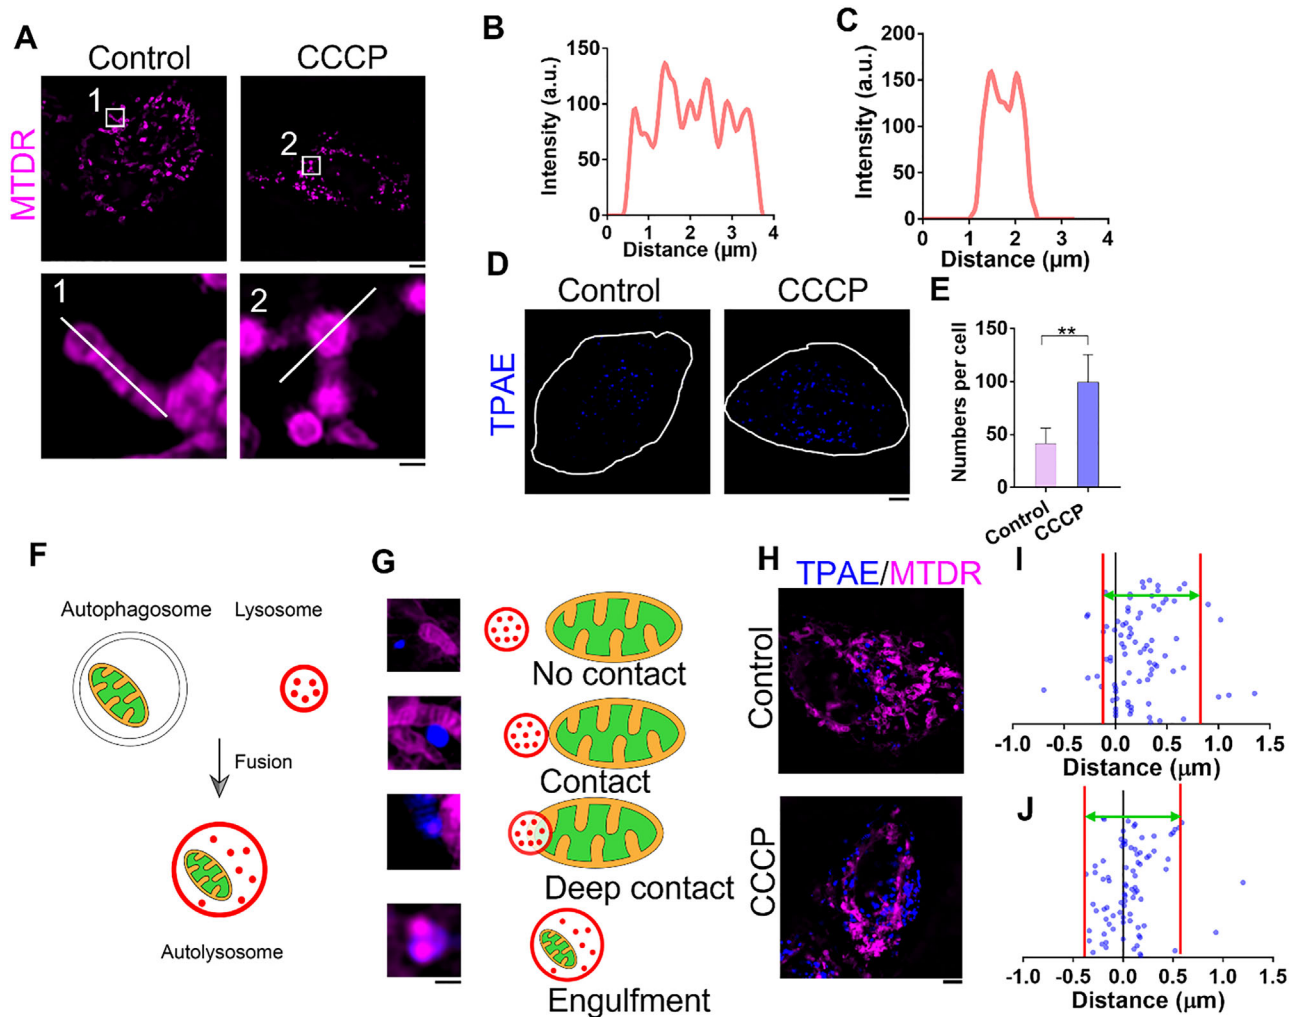 A
Control
CCCP
MTDR
1
2
1
2
B
Intensity (a.u.)
150
100
50
0
0 1 2 3 4
Distance (μm)
C
Intensity (a.u.)
200
150
100
50
0
0 1 2 3 4
Distance (μm)
D
Control
CCCP
TPAE
E
Numbers per cell
150
100
50
0
**
Control
CCCP
F
Autophagosome
Lysosome
Fusion
Autolysosome
G
No contact
Contact
Deep contact
Engulfment
H
TPAE/MTDR
Control
CCCP
I
-1.0 -0.5 0.0 0.5 1.0 1.5
Distance (μm)
J
-1.0 -0.5 0.0 0.5 1.0 1.5
Distance (μm)